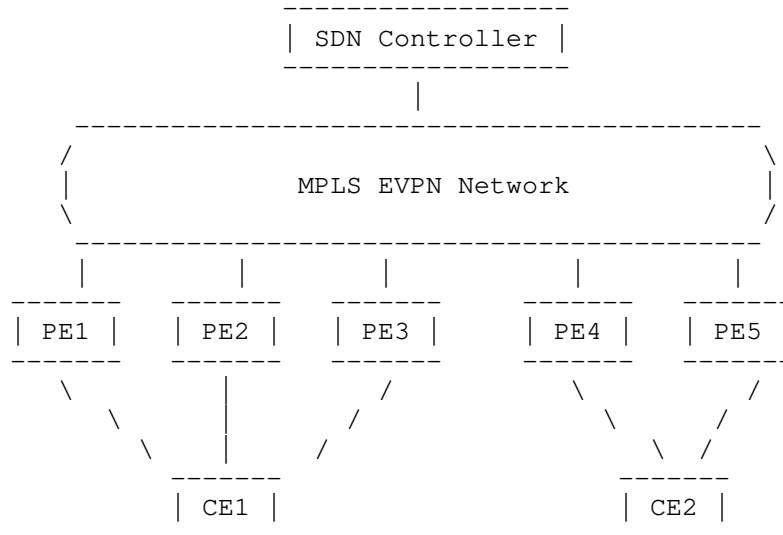 SDN Controller
MPLS EVPN Network
PE1 PE2 PE3 PE4 PE5
CE1 CE2